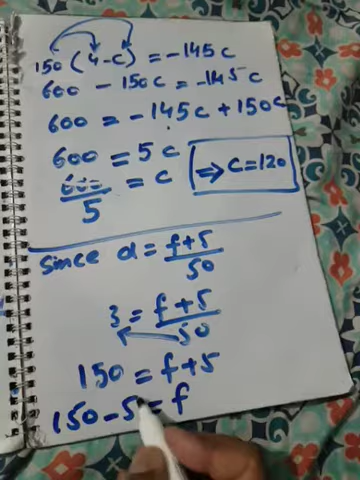 150 (4-c) = -145c
600 - 150c = -145c
600 = -145c + 150c
600 = 5c
600/5 = c ⇒ c = 120
Since α = f+5/50
3 = f+5/50
150 = f+5
150-5 = f